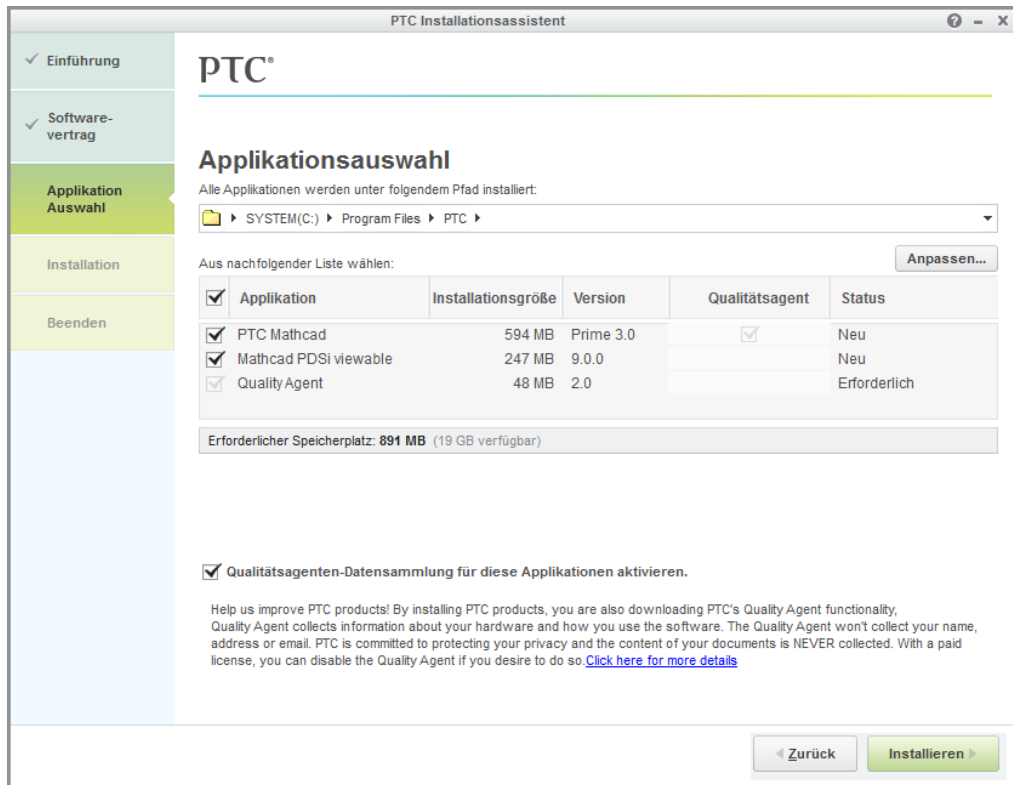 PTC Installationsassistent
Einführung
Software-
vertrag
Applikation
Auswahl
Installation
Beenden
PTC®
Applikationsauswahl
Alle Applikationen werden unter folgendem Pfad installiert:
SYSTEM(C:) Program Files PTC
Aus nachfolgender Liste wählen:
Anpassen...
Applikation Installationsgröße Version Qualitätsagent Status
PTC Mathcad 594 MB Prime 3.0 Neu
Mathcad PDSi viewable 247 MB 9.0.0 Neu
Quality Agent 48 MB 2.0 Erforderlich
Erforderlicher Speicherplatz: 891 MB (19 GB verfügbar)
Qualitätsagenten-Datensammlung für diese Applikationen aktivieren.
Help us improve PTC products! By installing PTC products, you are also downloading PTC's Quality Agent functionality,
Quality Agent collects information about your hardware and how you use the software. The Quality Agent won't collect your name,
address or email. PTC is committed to protecting your privacy and the content of your documents is NEVER collected. With a paid
license, you can disable the Quality Agent if you desire to do so.Click here for more details
Zurück
Installieren